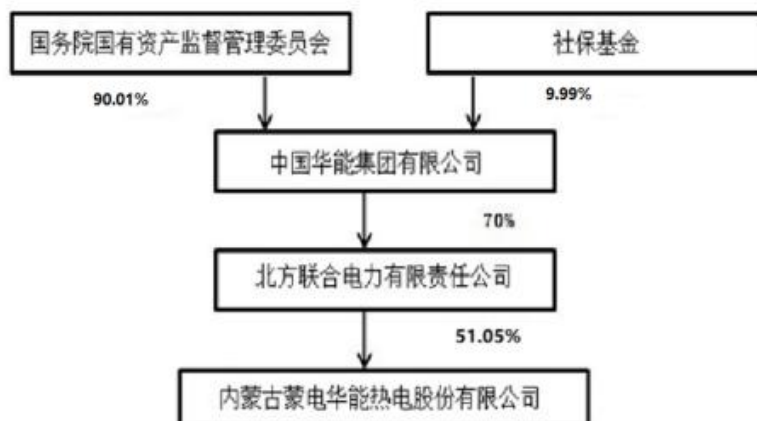 国务院国有资产监督管理委员会
社保基金
90.01%
9.99%
中国华能集团有限公司
70%
北方联合电力有限责任公司
51.05%
内蒙古蒙电华能热电股份有限公司